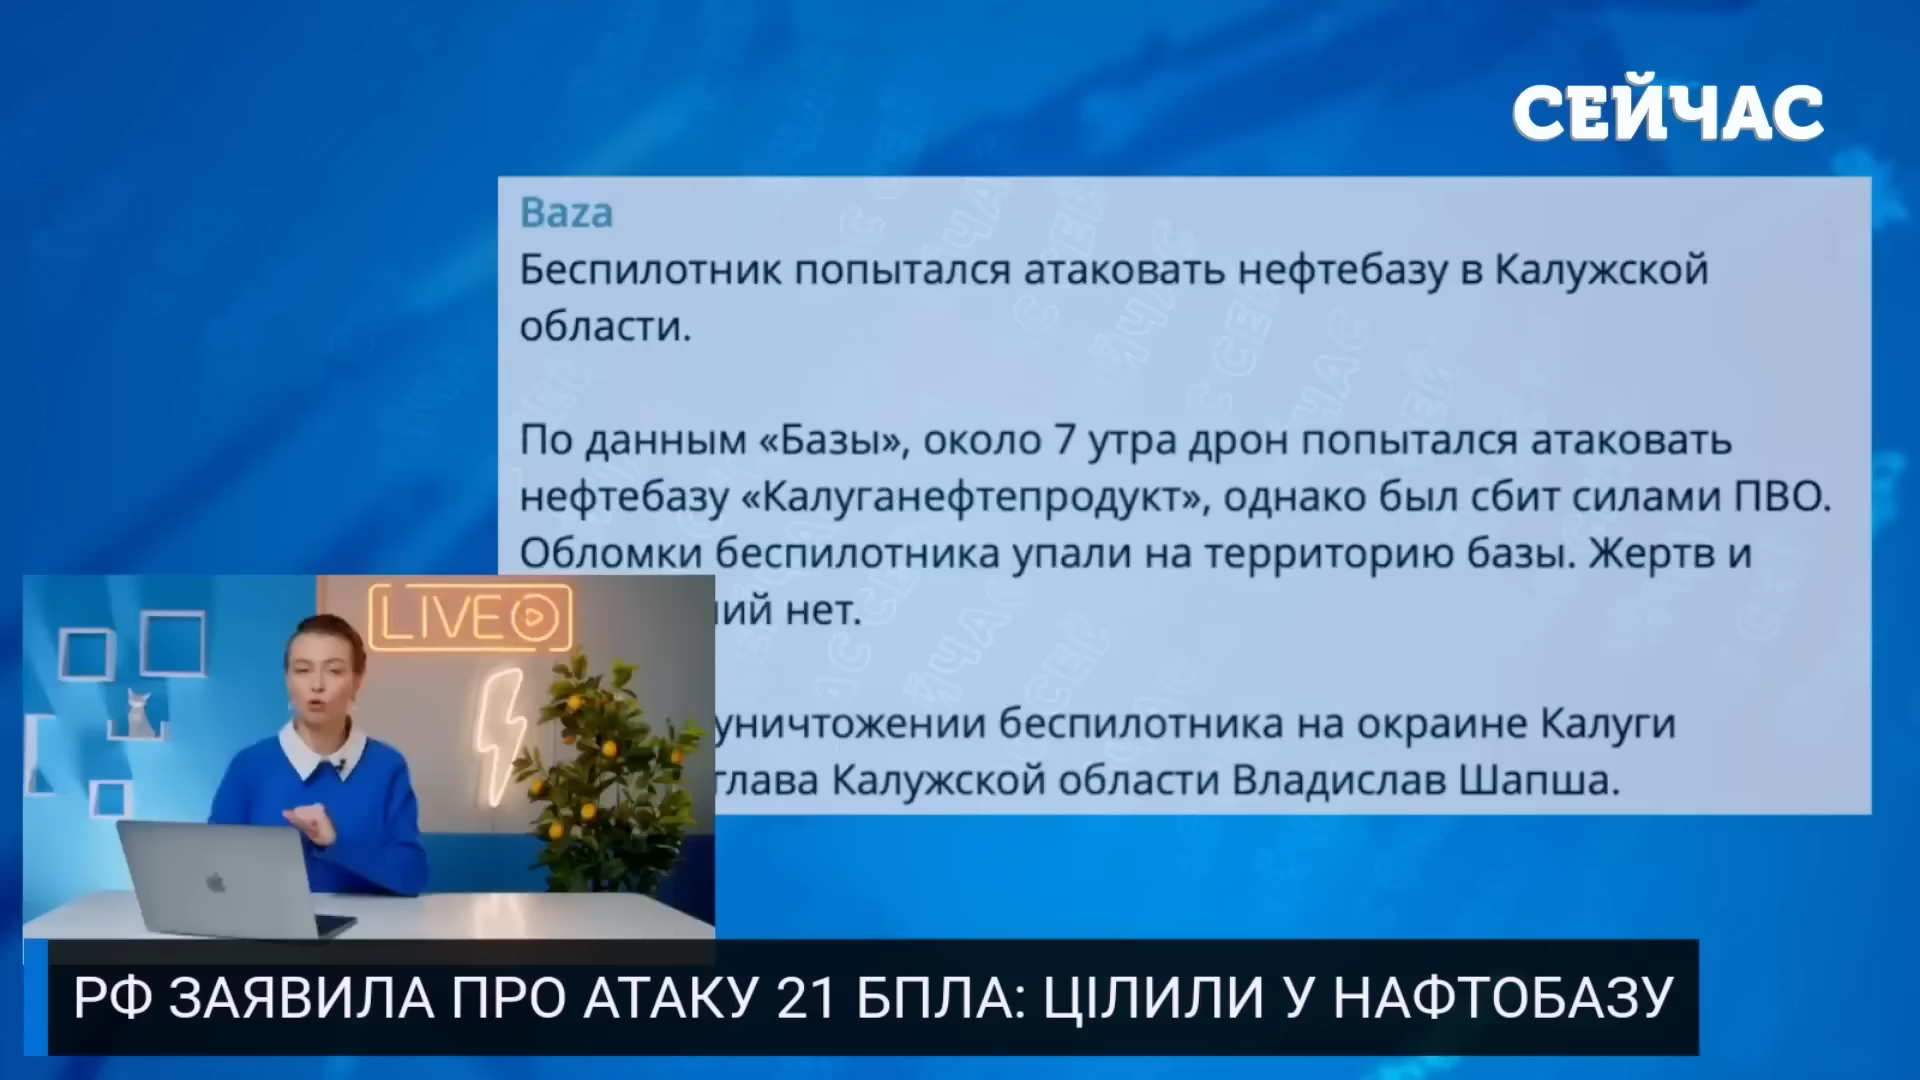 СЕЙЧАС
Baza
Беспилотник попытался атаковать нефтебазу в Калужской
области.
По данным «Базы», около 7 утра дрон попытался атаковать
нефтебазу «Калуганефтепродукт», однако был сбит силами ПВО.
Обломки беспилотника упали на территорию базы. Жертв и
ий нет.
уничтожении беспилотника на окраине Калуги
глава Калужской области Владислав Шапша.
LIVE
РФ ЗАЯВИЛА ПРО АТАКУ 21 БПЛА: ЦІЛИЛИ У НАФТОБАЗУ